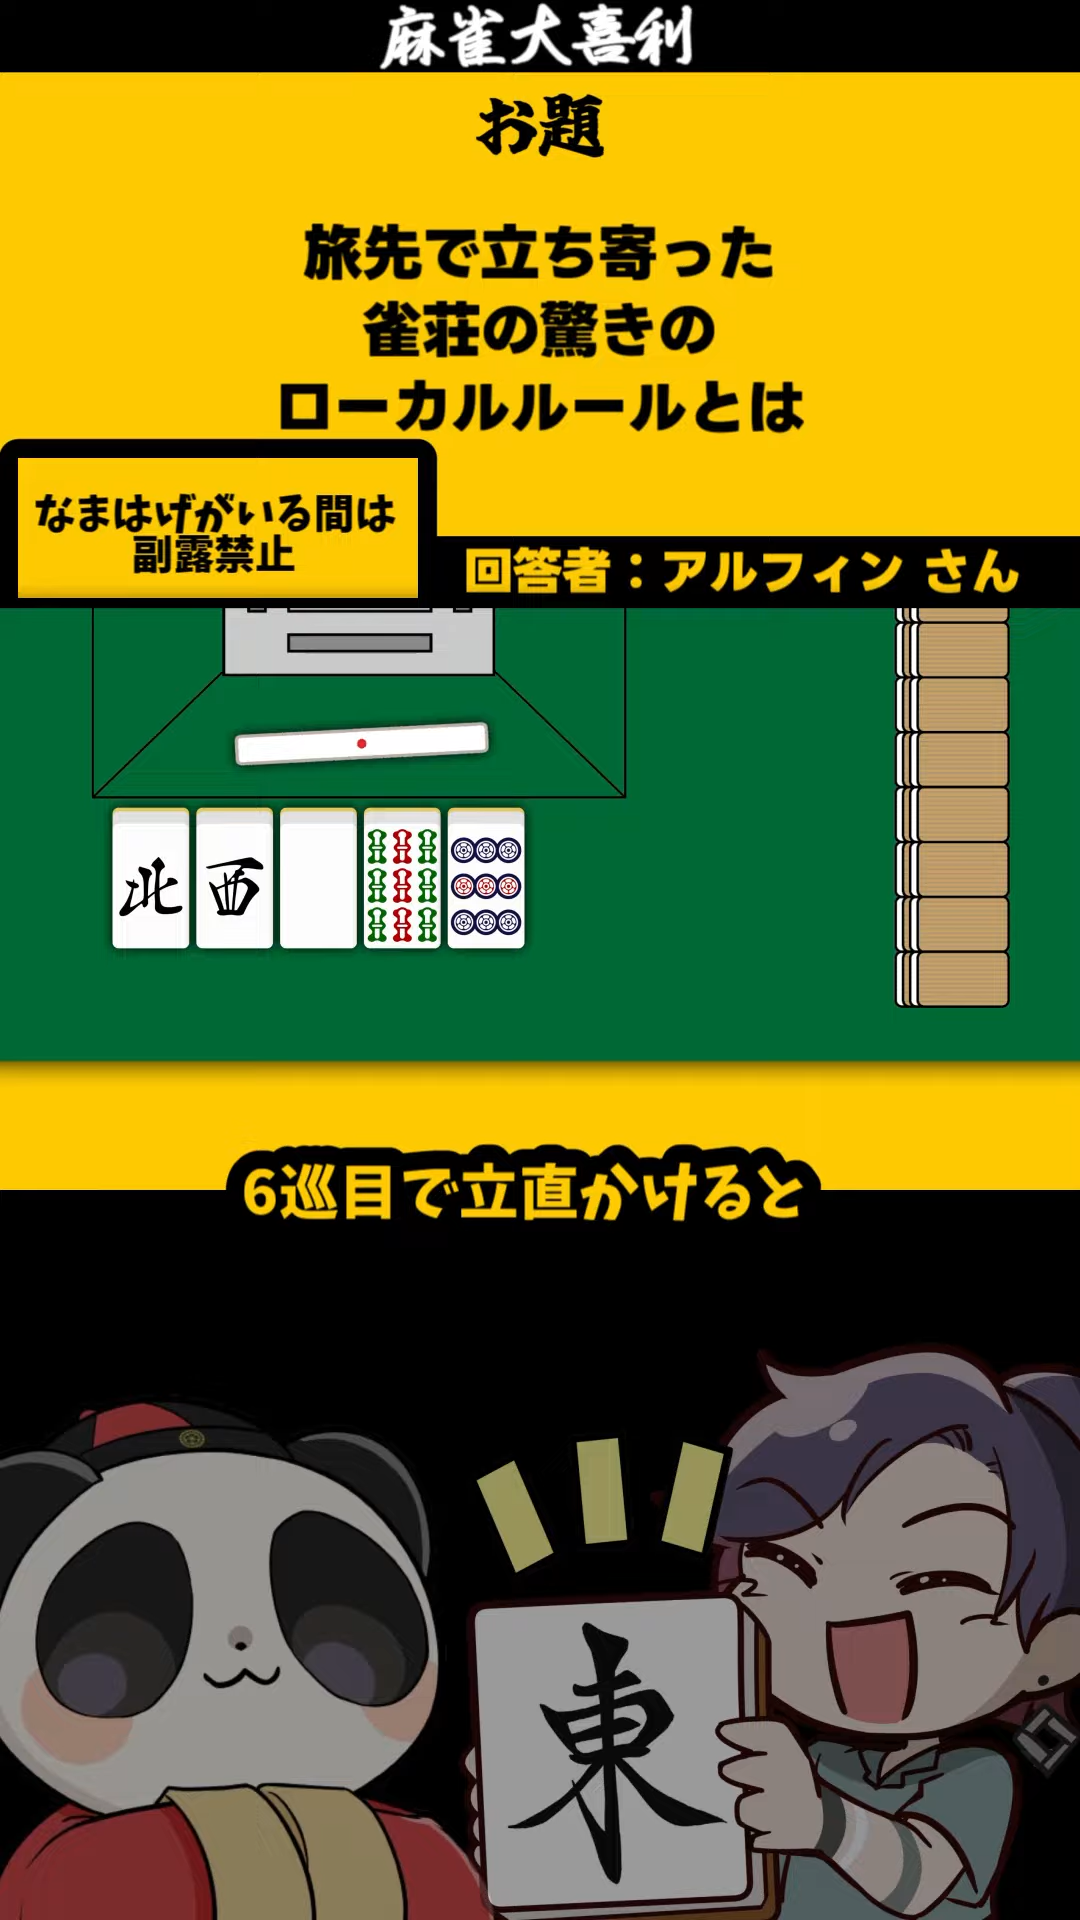 麻雀大喜利
お題
旅先で立ち寄った
雀荘の驚きの
ローカルルールとは
なまはげがいる間は
副露禁止
回答者：アルフィン さん
北 西
6巡目で立直かけると
東